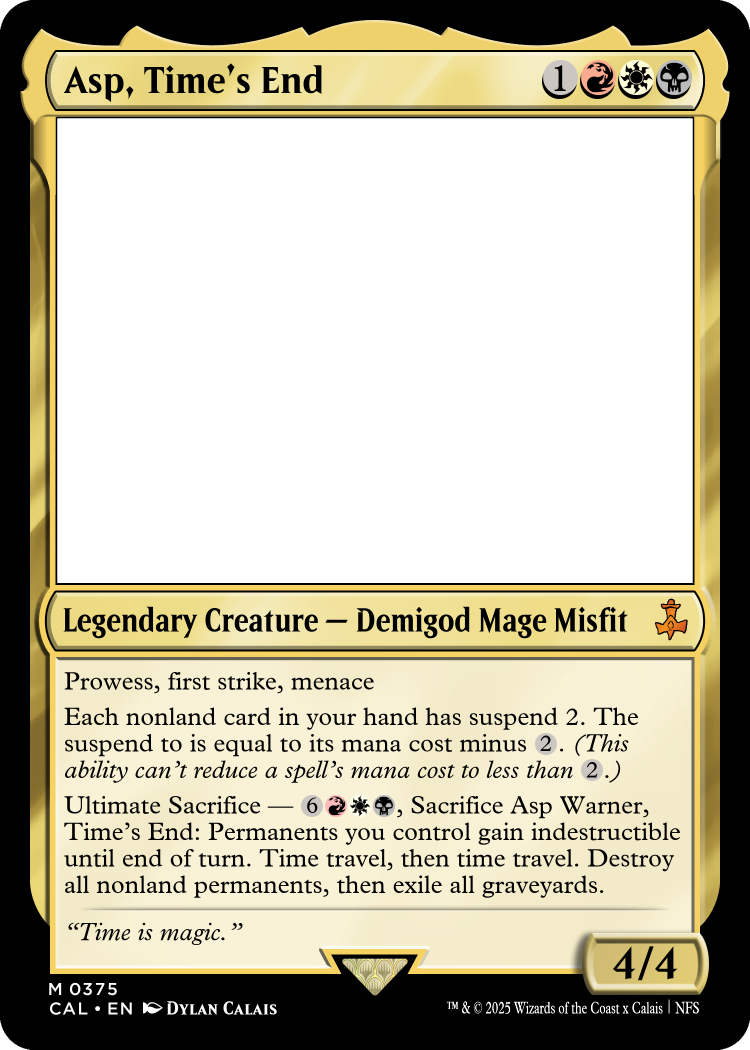 Asp, Time's End 1
Legendary Creature — Demigod Mage Misfit
Prowess, first strike, menace
Each nonland card in your hand has suspend 2. The
suspend to is equal to its mana cost minus 2. (This
ability can't reduce a spell's mana cost to less than 2.)
Ultimate Sacrifice — 6, Sacrifice Asp Warner,
Time's End: Permanents you control gain indestructible
until end of turn. Time travel, then time travel. Destroy
all nonland permanents, then exile all graveyards.
“Time is magic.”
4/4
M 0375
CAL • EN Dylan Calais
™ & © 2025 Wizards of the Coast x Calais | NFS